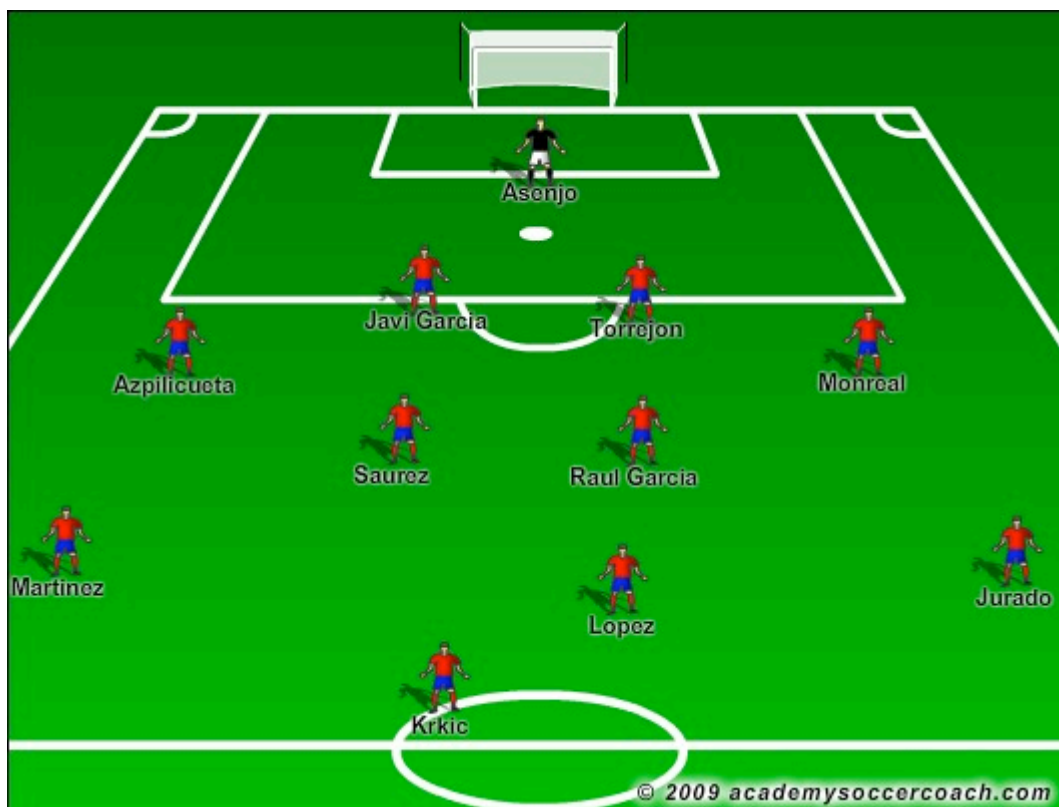 Asenjo
Javi Garcia
Torrejon
Azpilicueta
Monreal
Saurez
Raul Garcia
Martinez
Lopez
Jurado
Krkic
© 2009 academysoccercoach.com